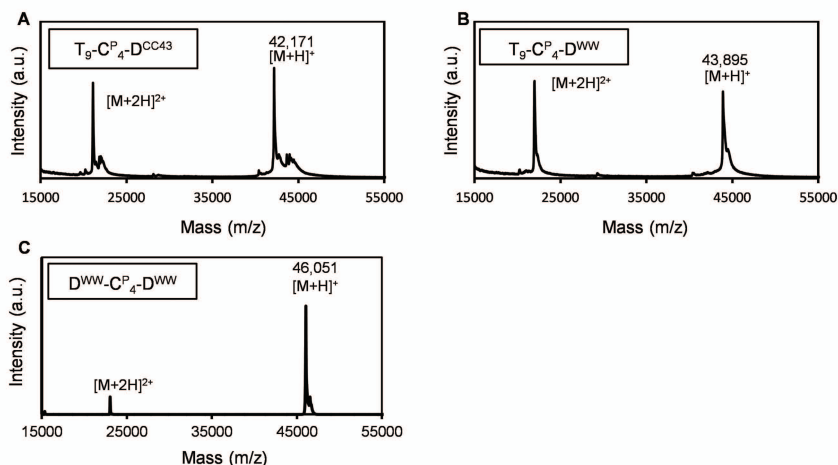 A
T₉-Cᴾ₄-Dᶜᶜ⁴³
42,171
[M+H]⁺
[M+2H]²⁺
Intensity (a.u.)
15000 25000 35000 45000 55000
Mass (m/z)
B
T₉-Cᴾ₄-Dᵂᵂ
43,895
[M+H]⁺
[M+2H]²⁺
Intensity (a.u.)
15000 25000 35000 45000 55000
Mass (m/z)
C
Dᵂᵂ-Cᴾ₄-Dᵂᵂ
46,051
[M+H]⁺
[M+2H]²⁺
Intensity (a.u.)
15000 25000 35000 45000 55000
Mass (m/z)